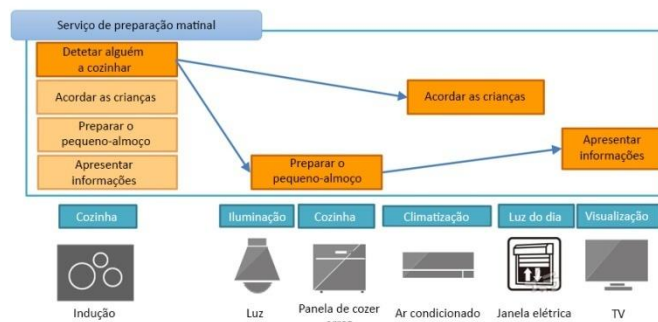 Serviço de preparação matinal
Detetar alguém
a cozinhar
Acordar as crianças
Preparar o
pequeno-almoço
Apresentar
informações
Acordar as crianças
Preparar o
pequeno-almoço
Apresentar
informações
Cozinha
Iluminação
Cozinha
Climatização
Luz do dia
Visualização
Indução
Luz
Panela de cozer
Ar condicionado
Janela elétrica
TV